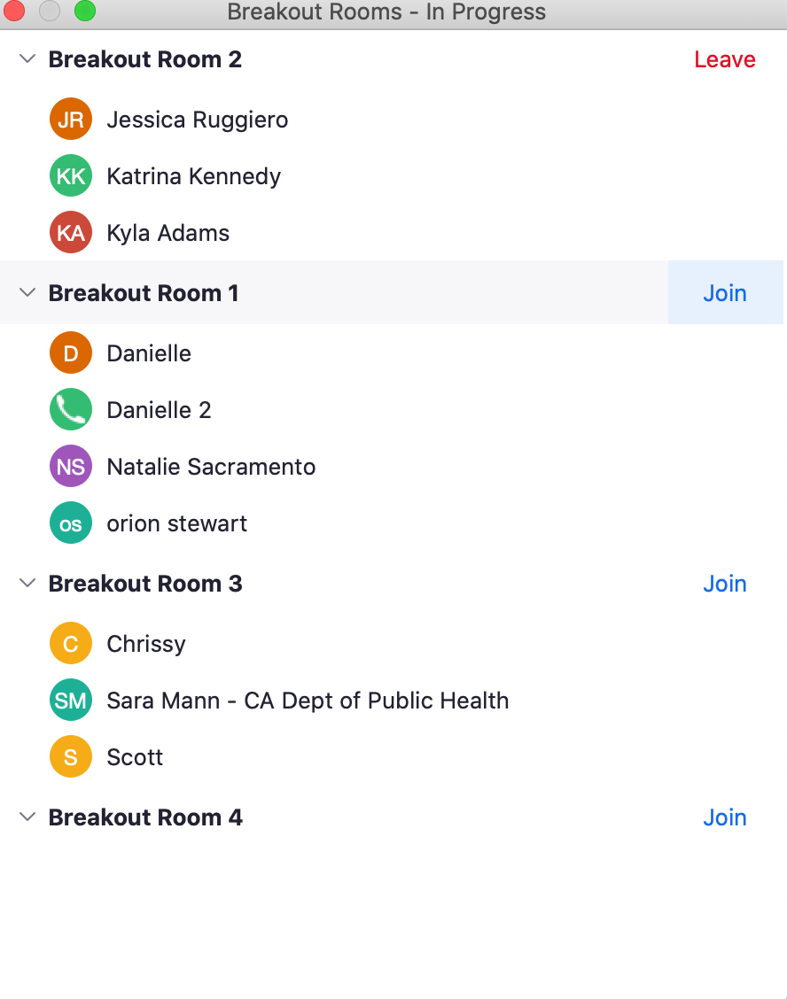 Breakout Rooms - In Progress
Breakout Room 2 Leave
JR Jessica Ruggiero
KK Katrina Kennedy
KA Kyla Adams
Breakout Room 1 Join
D Danielle
Danielle 2
NS Natalie Sacramento
os orion stewart
Breakout Room 3 Join
C Chrissy
SM Sara Mann - CA Dept of Public Health
S Scott
Breakout Room 4 Join